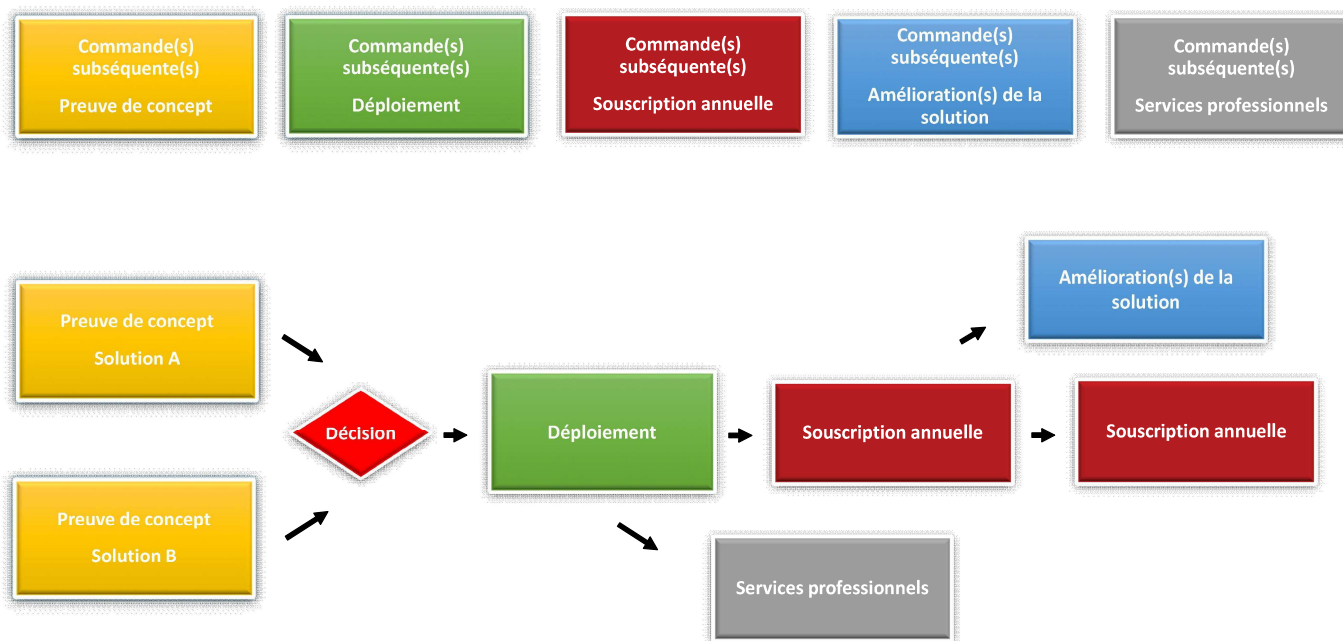 Commande(s)
subséquente(s)
Preuve de concept
Commande(s)
subséquente(s)
Déploiement
Commande(s)
subséquente(s)
Souscription annuelle
Commande(s)
subséquente(s)
Amélioration(s) de la
solution
Commande(s)
subséquente(s)
Services professionnels
Preuve de concept
Solution A
Preuve de concept
Solution B
Décision
Déploiement
Souscription annuelle
Amélioration(s) de la
solution
Souscription annuelle
Services professionnels